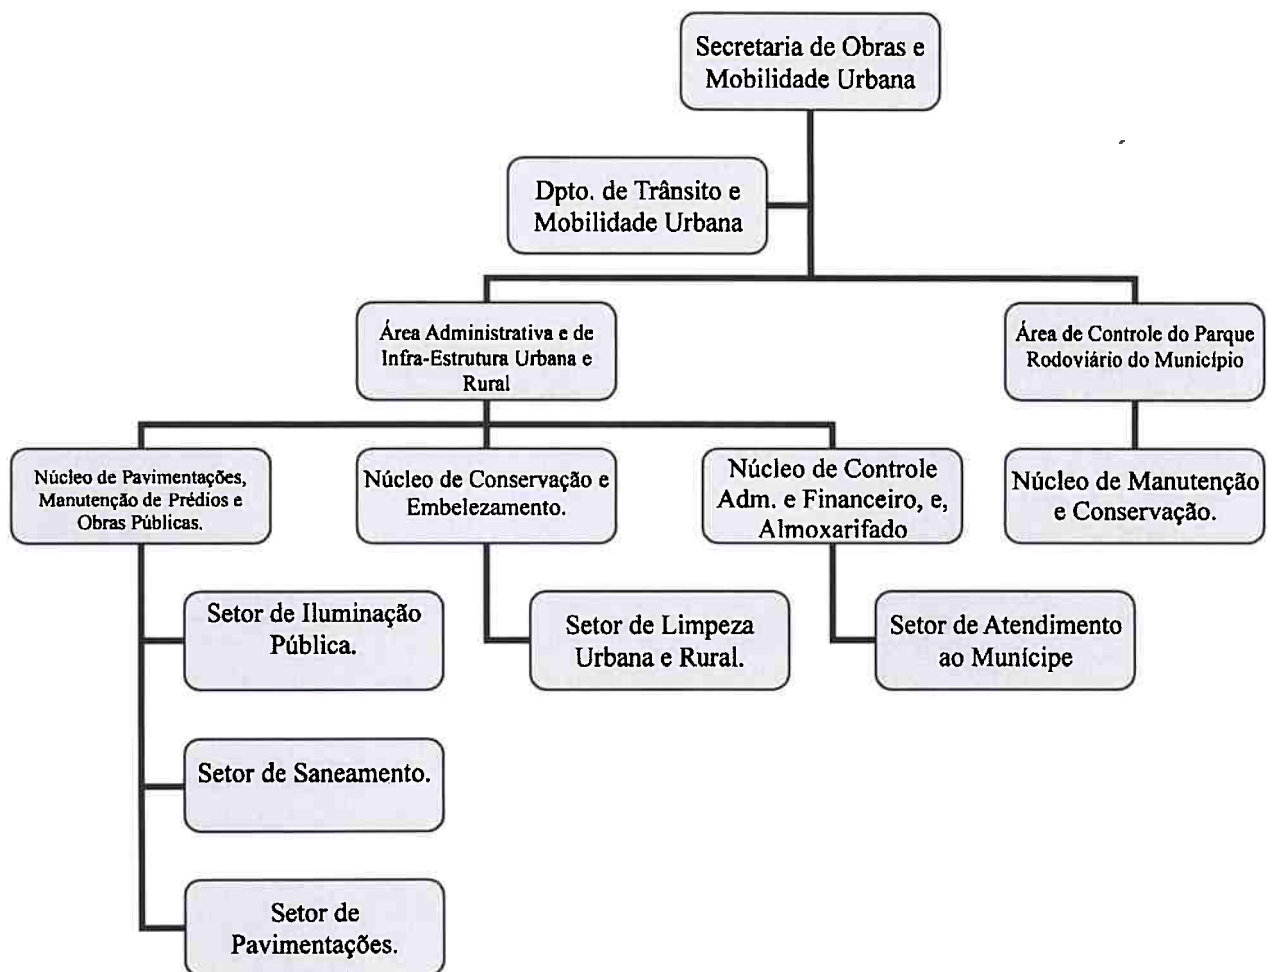 Secretaria de Obras e
Mobilidade Urbana
Dpto. de Trânsito e
Mobilidade Urbana
Área Administrativa e de
Infra-Estrutura Urbana e
Rural
Área de Controle do Parque
Rodoviário do Município
Núcleo de Pavimentações,
Manutenção de Prédios e
Obras Públicas.
Núcleo de Conservação e
Embelezamento.
Núcleo de Controle
Adm. e Financeiro, e,
Almoxarifado
Núcleo de Manutenção
e Conservação.
Setor de Iluminação
Pública.
Setor de Limpeza
Urbana e Rural.
Setor de Atendimento
ao Munícipe
Setor de Saneamento.
Setor de
Pavimentações.